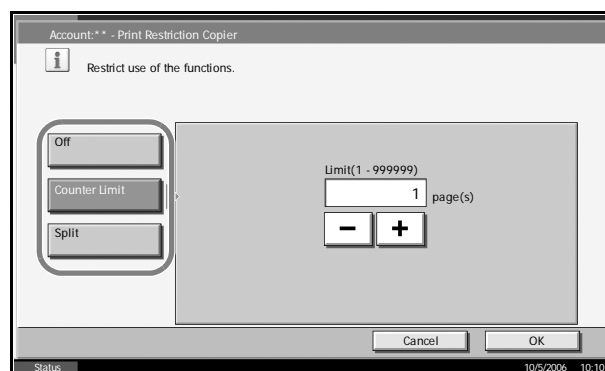 Account:** - Print Restriction Copier
i
Restrict use of the functions.
Off
Counter Limit
Split
Limit(1 - 999999)
1 page(s)
− +
Cancel OK
Status 10/5/2006 10:10